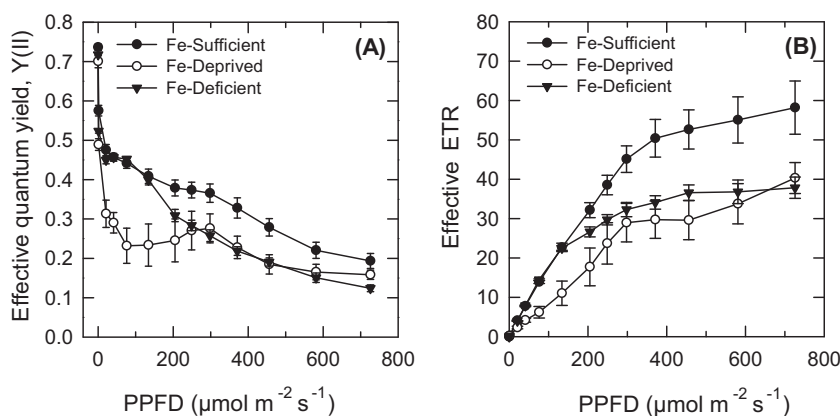 (A)
Fe-Sufficient
Fe-Deprived
Fe-Deficient
Effective quantum yield, Y(II)
0.8
0.7
0.6
0.5
0.4
0.3
0.2
0.1
0.0
0 200 400 600 800
PPFD (µmol m⁻² s⁻¹)
(B)
Fe-Sufficient
Fe-Deprived
Fe-Deficient
Effective ETR
80
70
60
50
40
30
20
10
0
0 200 400 600 800
PPFD (µmol m⁻² s⁻¹)